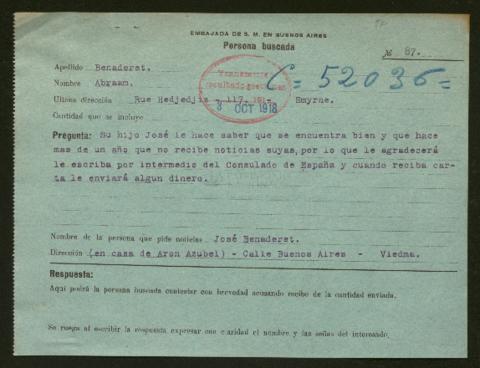 EMBAJADA DE S. M. EN BUENOS AIRES
Persona buscada
№ 87.
Apellido Benaderet.
Nombre Abraam.
C= 52036=
Ultima dirección Rue Hedjedjis - 117. Smyrne.
3 OCT 1918
Cantidad que se incluye
Pregunta: Su hijo José le hace saber que se encuentra bien y que hace
mas de un año que no recibe noticias suyas, por lo que le agradecerá
le escriba por intermedio del Consulado de España y cuando reciba car-
ta le enviará algun dinero.
Nombre de la persona que pide noticias José Benaderet.
Dirección (en casa de Aron Azubel) - Calle Buenos Aires - Viedma.
Respuesta:
Aquí podrá la persona buscada contestar con brevedad acusando recibo de la cantidad enviada.
Se ruega al escribir la respuesta expresar con claridad el nombre y las señas del interesado.